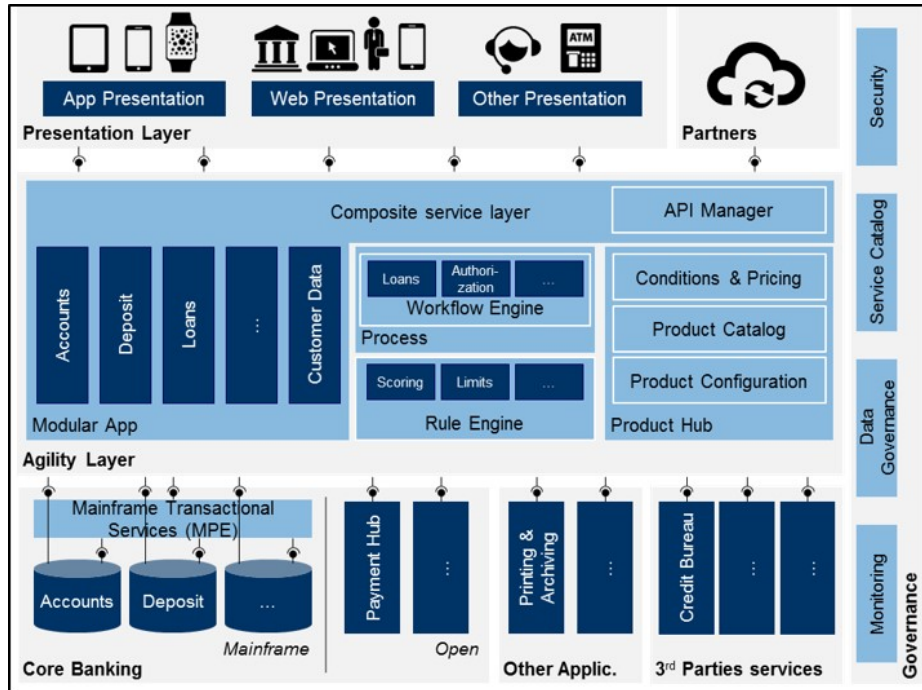 ATM
App Presentation
Web Presentation
Other Presentation
Presentation Layer
Partners
Composite service layer
API Manager
Accounts
Deposit
Loans
...
Customer Data
Modular App
Loans
Authori-
zation
...
Workflow Engine
Process
Scoring
Limits
...
Rule Engine
Conditions & Pricing
Product Catalog
Product Configuration
Product Hub
Agility Layer
Mainframe Transactional
Services (MPE)
Accounts
Deposit
...
Mainframe
Core Banking
Payment Hub
...
Open
Printing &
Archiving
...
Other Applic.
Credit Bureau
...
...
3rd Parties services
Security
Service Catalog
Data
Governance
Monitoring
Governance